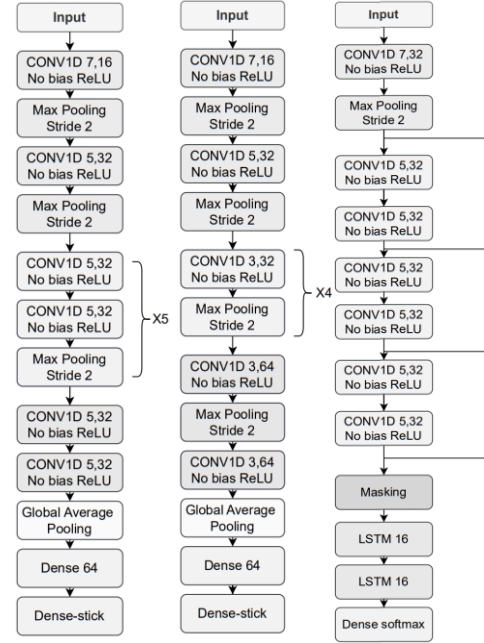 Input
CONV1D 7,16
No bias ReLU
Max Pooling
Stride 2
CONV1D 5,32
No bias ReLU
Max Pooling
Stride 2
CONV1D 5,32
No bias ReLU
CONV1D 5,32
No bias ReLU
Max Pooling
Stride 2
X5
CONV1D 5,32
No bias ReLU
CONV1D 5,32
No bias ReLU
Global Average
Pooling
Dense 64
Dense-stick
Input
CONV1D 7,16
No bias ReLU
Max Pooling
Stride 2
CONV1D 5,32
No bias ReLU
Max Pooling
Stride 2
CONV1D 3,32
No bias ReLU
Max Pooling
Stride 2
X4
CONV1D 3,64
No bias ReLU
Max Pooling
Stride 2
CONV1D 3,64
No bias ReLU
Global Average
Pooling
Dense 64
Dense-stick
Input
CONV1D 7,32
No bias ReLU
Max Pooling
Stride 2
CONV1D 5,32
No bias ReLU
CONV1D 5,32
No bias ReLU
CONV1D 5,32
No bias ReLU
CONV1D 5,32
No bias ReLU
CONV1D 5,32
No bias ReLU
CONV1D 5,32
No bias ReLU
Masking
LSTM 16
LSTM 16
Dense softmax